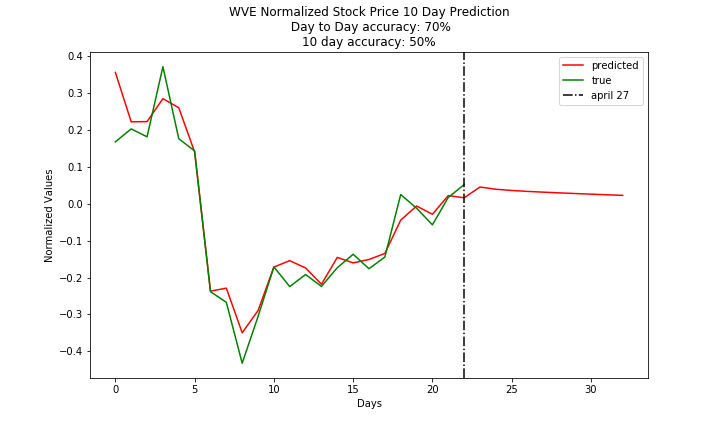 WVE Normalized Stock Price 10 Day Prediction
Day to Day accuracy: 70%
10 day accuracy: 50%
predicted
true
april 27
0.4
0.3
0.2
0.1
0.0
−0.1
−0.2
−0.3
−0.4
Normalized Values
0 5 10 15 20 25 30
Days